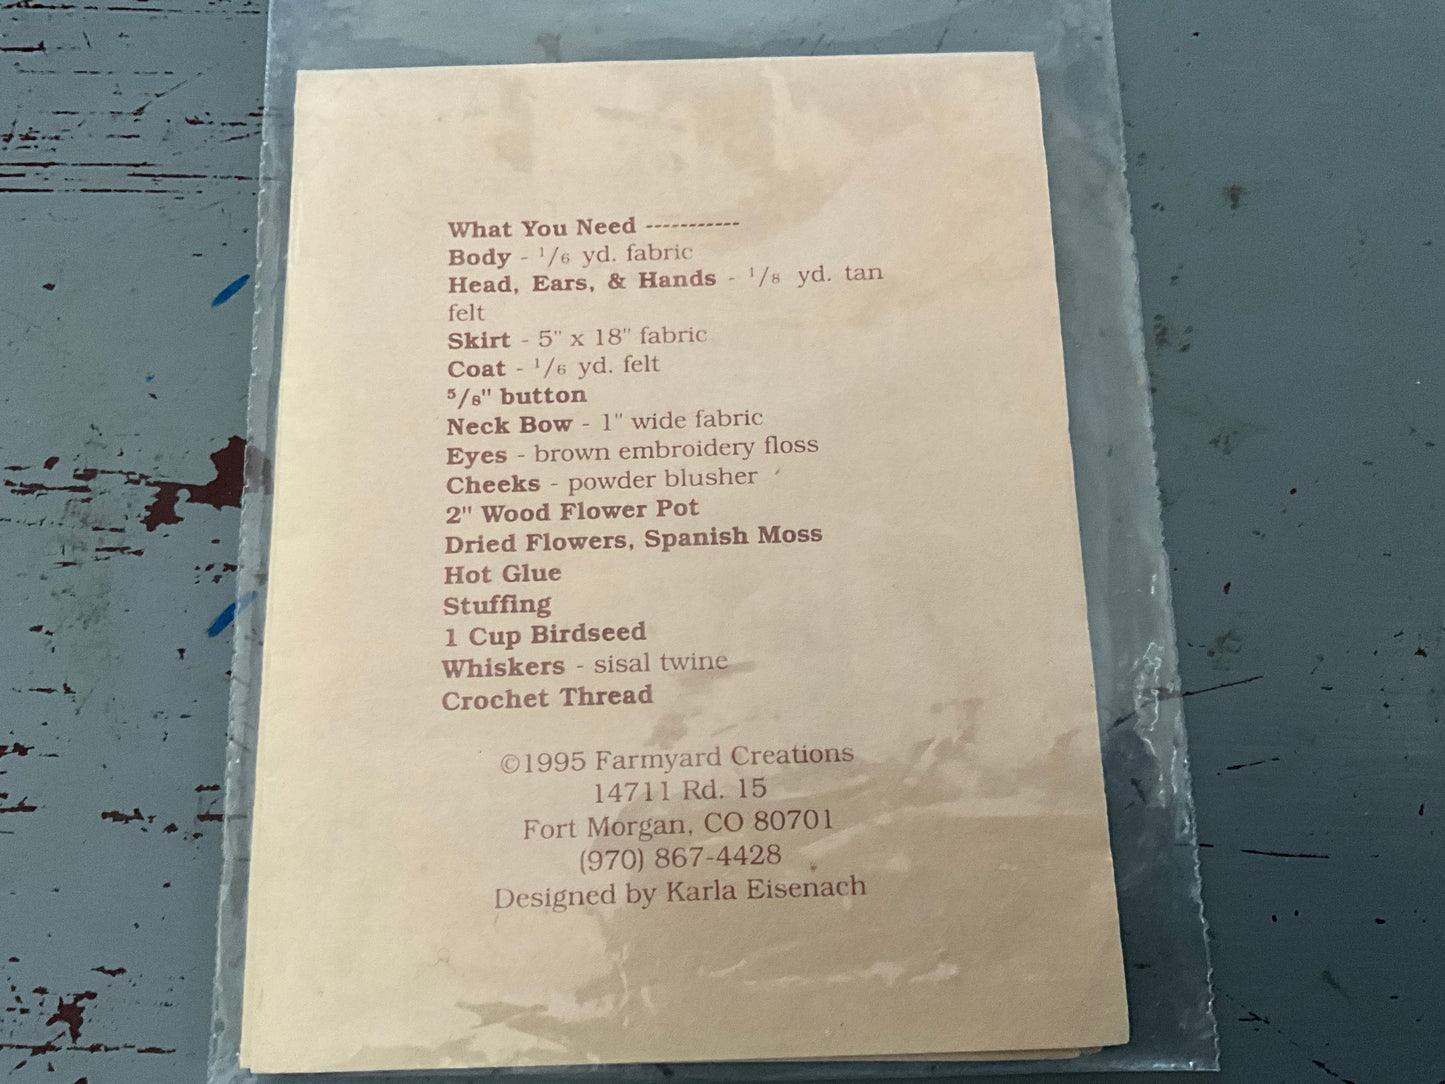 What You Need -----------
Body - 1/6 yd. fabric
Head, Ears, & Hands - 1/8 yd. tan
felt
Skirt - 5" x 18" fabric
Coat - 1/6 yd. felt
5/8" button
Neck Bow - 1" wide fabric
Eyes - brown embroidery floss
Cheeks - powder blusher
2" Wood Flower Pot
Dried Flowers, Spanish Moss
Hot Glue
Stuffing
1 Cup Birdseed
Whiskers - sisal twine
Crochet Thread
©1995 Farmyard Creations
14711 Rd. 15
Fort Morgan, CO 80701
(970) 867-4428
Designed by Karla Eisenach